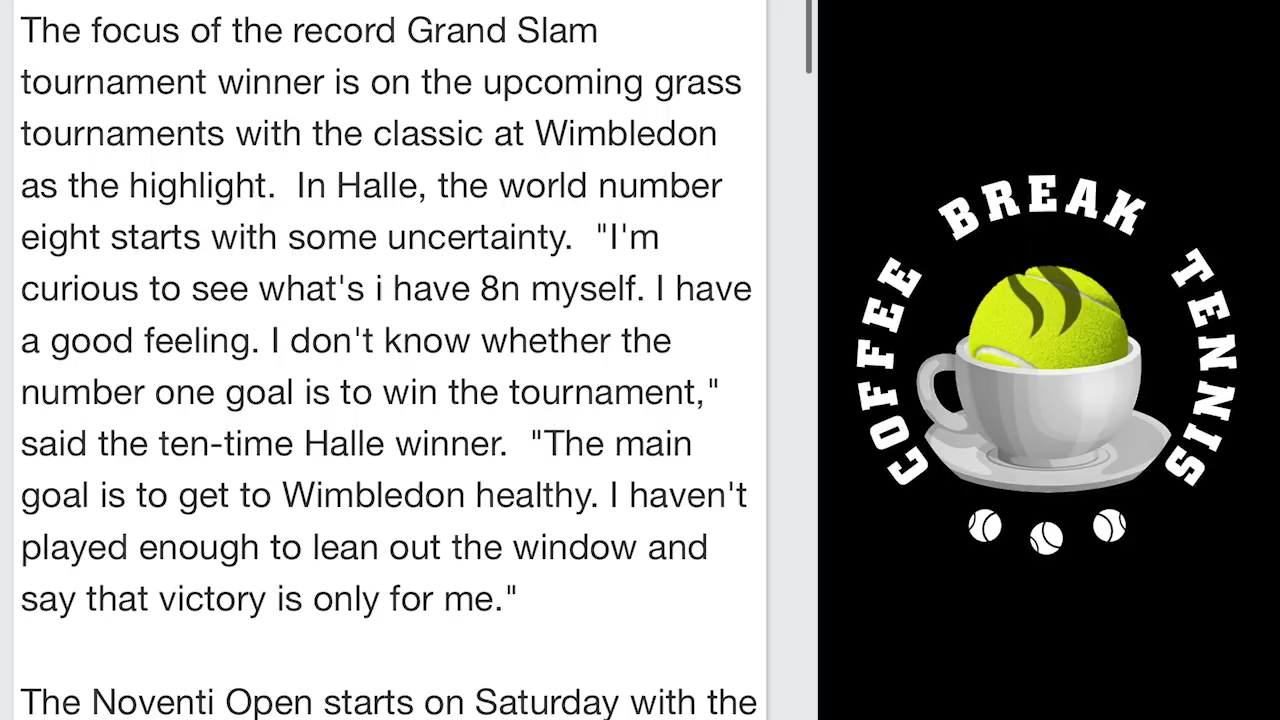 The focus of the record Grand Slam
tournament winner is on the upcoming grass
tournaments with the classic at Wimbledon
as the highlight.  In Halle, the world number
eight starts with some uncertainty.  "I'm
curious to see what's i have 8n myself. I have
a good feeling. I don't know whether the
number one goal is to win the tournament,"
said the ten-time Halle winner.  "The main
goal is to get to Wimbledon healthy. I haven't
played enough to lean out the window and
say that victory is only for me."
The Noventi Open starts on Saturday with the
COFFEE BREAK TENNIS